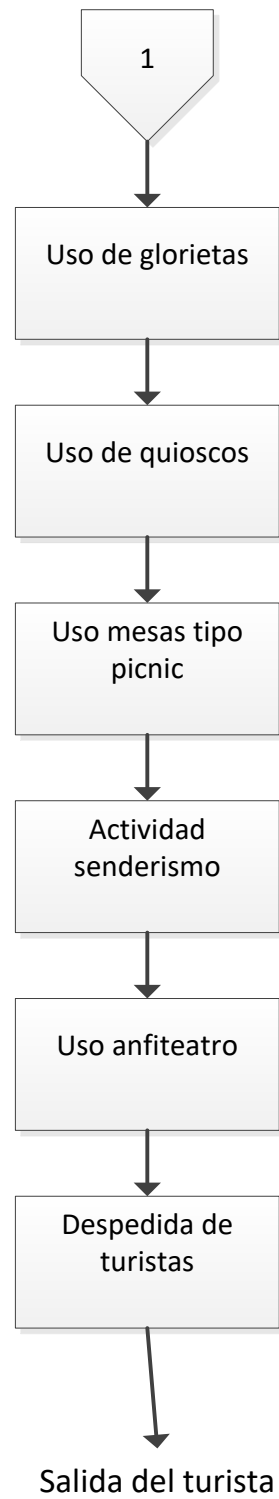 1
Uso de glorietas
Uso de quioscos
Uso mesas tipo
picnic
Actividad
senderismo
Uso anfiteatro
Despedida de
turistas
Salida del turista